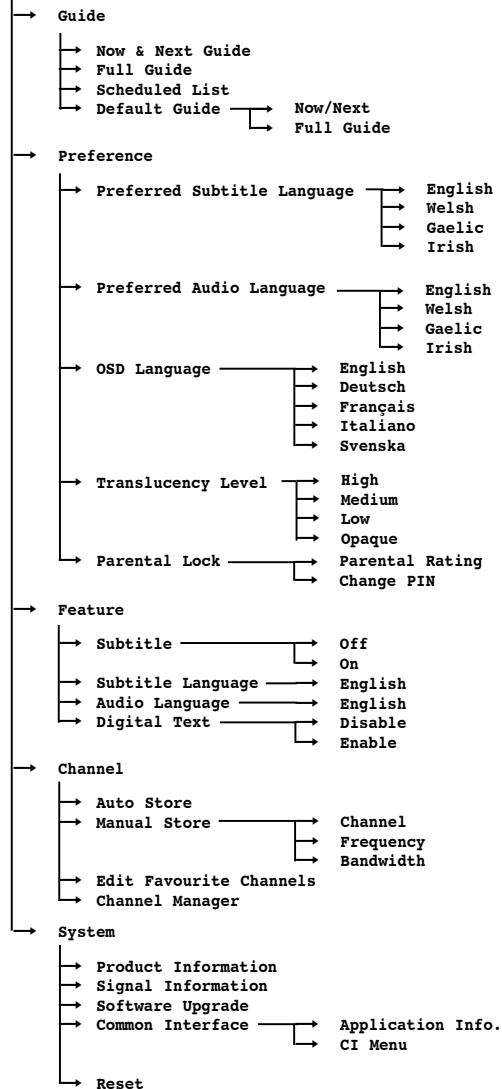 Guide
Now & Next Guide
Full Guide
Scheduled List
Default Guide Now/Next
Full Guide
Preference
Preferred Subtitle Language English
Welsh
Gaelic
Irish
Preferred Audio Language English
Welsh
Gaelic
Irish
OSD Language English
Deutsch
Français
Italiano
Svenska
Translucency Level High
Medium
Low
Opaque
Parental Lock Parental Rating
Change PIN
Feature
Subtitle Off
On
Subtitle Language English
Audio Language English
Digital Text Disable
Enable
Channel
Auto Store
Manual Store Channel
Frequency
Bandwidth
Edit Favourite Channels
Channel Manager
System
Product Information
Signal Information
Software Upgrade
Common Interface Application Info.
CI Menu
Reset